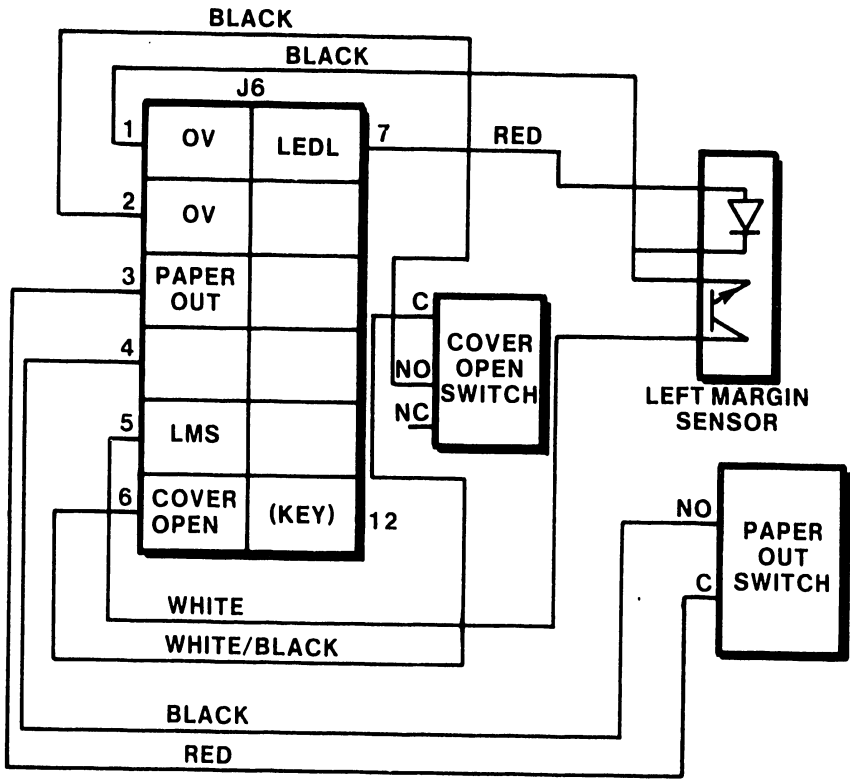 BLACK
BLACK
J6
1
OV
LEDL
7
RED
2
OV
3
PAPER
OUT
4
5
LMS
6
COVER
OPEN
(KEY)
12
C
NO
NC
COVER
OPEN
SWITCH
LEFT MARGIN
SENSOR
NO
C
PAPER
OUT
SWITCH
WHITE
WHITE/BLACK
BLACK
RED